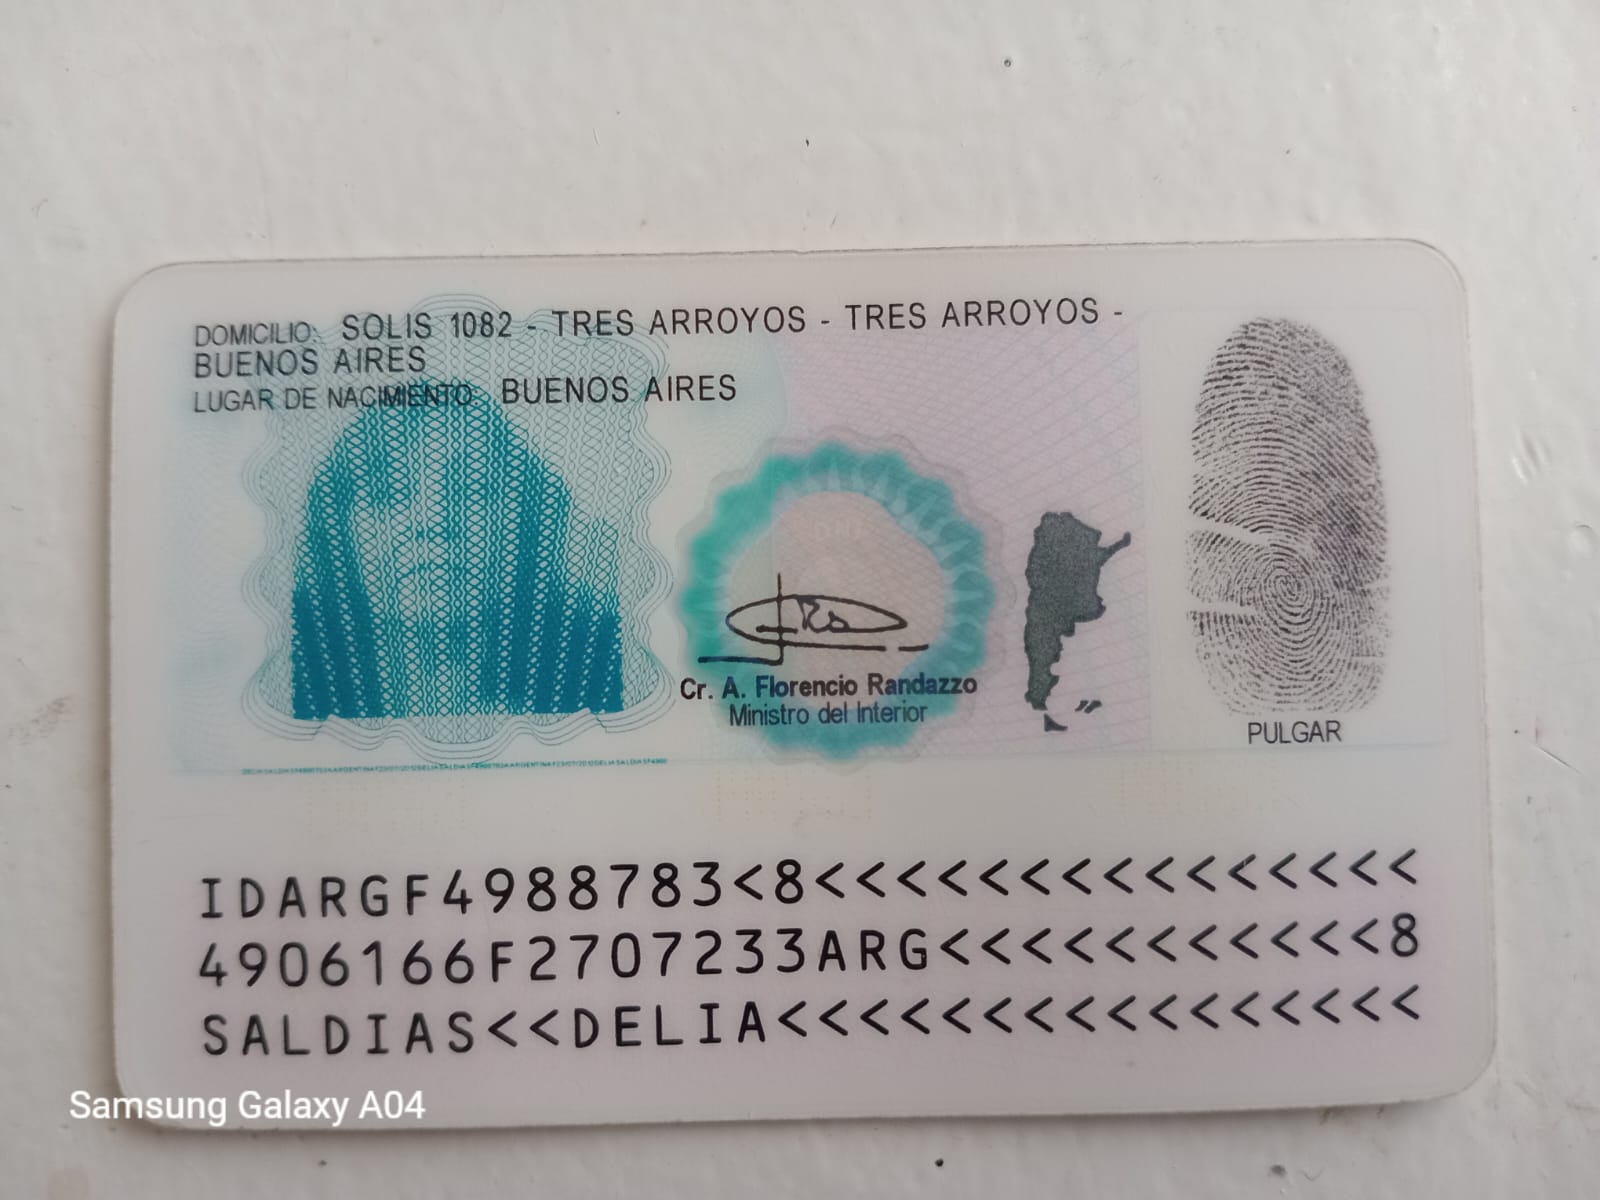 DOMICILIO: SOLIS 1082 - TRES ARROYOS - TRES ARROYOS -
BUENOS AIRES
LUGAR DE NACIMIENTO: BUENOS AIRES
Cr. A. Florencio Randazzo
Ministro del Interior
PULGAR
IDARGF4988783<8<<<<<<<<<<<<<<<
4906166F2707233ARG<<<<<<<<<<<8
SALDIAS<<DELIA<<<<<<<<<<<<<<<<
Samsung Galaxy A04